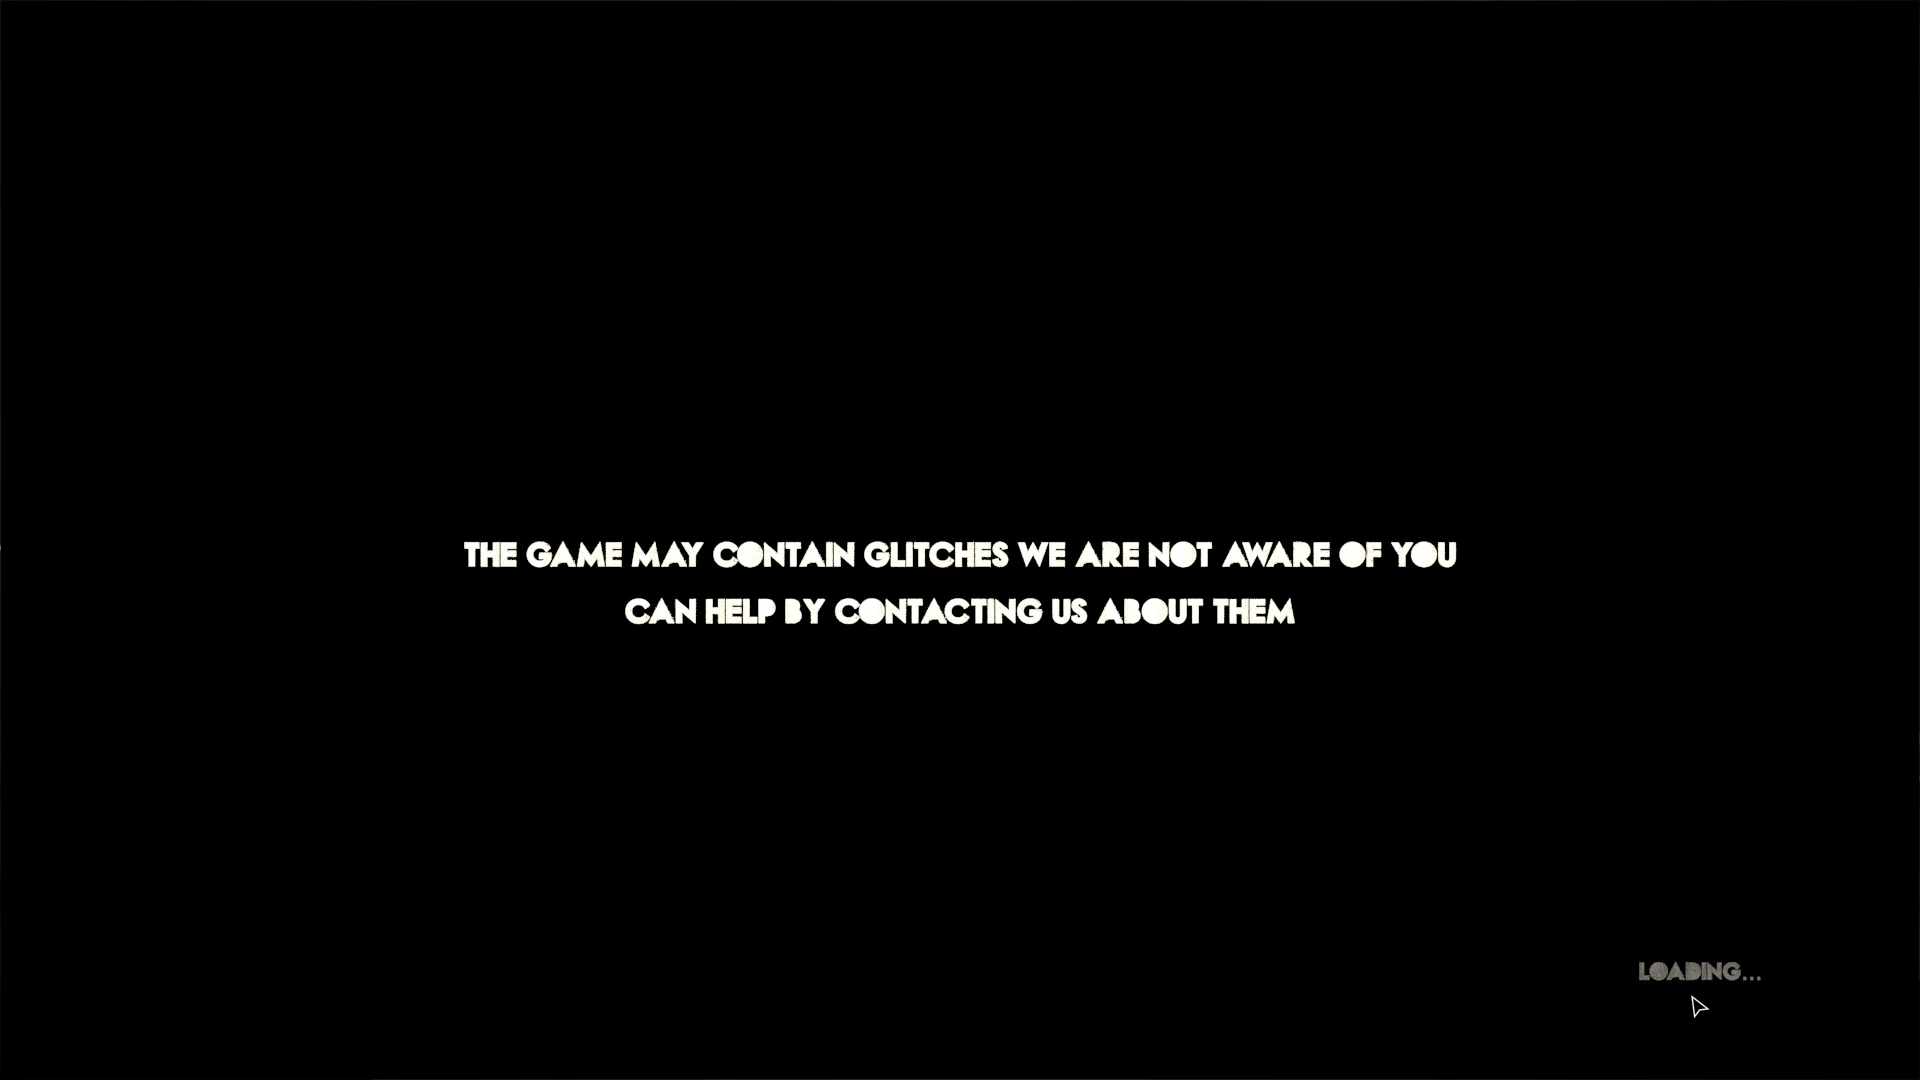 THE GAME MAY CONTAIN GLITCHES WE ARE NOT AWARE OF YOU
CAN HELP BY CONTACTING US ABOUT THEM
LOADING...